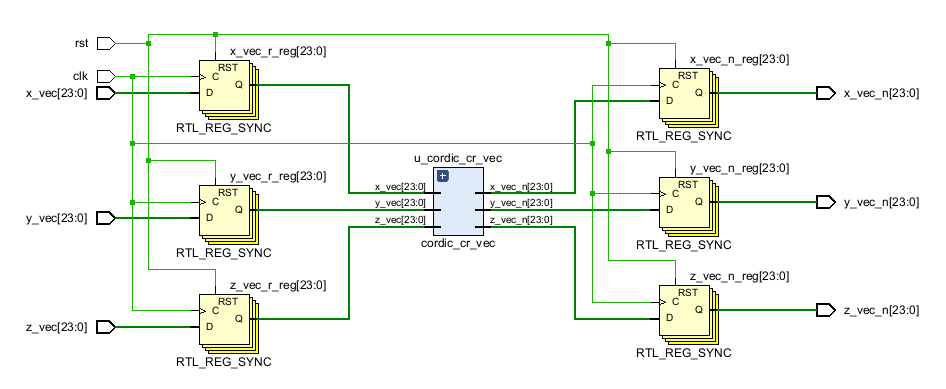 rst
clk
x_vec[23:0]
x_vec_r_reg[23:0]
RST
C
D
Q
RTL_REG_SYNC
y_vec[23:0]
y_vec_r_reg[23:0]
RST
C
D
Q
RTL_REG_SYNC
z_vec[23:0]
z_vec_r_reg[23:0]
RST
C
D
Q
RTL_REG_SYNC
u_cordic_cr_vec
x_vec[23:0]
x_vec_n[23:0]
y_vec[23:0]
y_vec_n[23:0]
z_vec[23:0]
z_vec_n[23:0]
cordic_cr_vec
x_vec_n_reg[23:0]
RST
C
D
Q
RTL_REG_SYNC
x_vec_n[23:0]
y_vec_n_reg[23:0]
RST
C
D
Q
RTL_REG_SYNC
y_vec_n[23:0]
z_vec_n_reg[23:0]
RST
C
D
Q
RTL_REG_SYNC
z_vec_n[23:0]